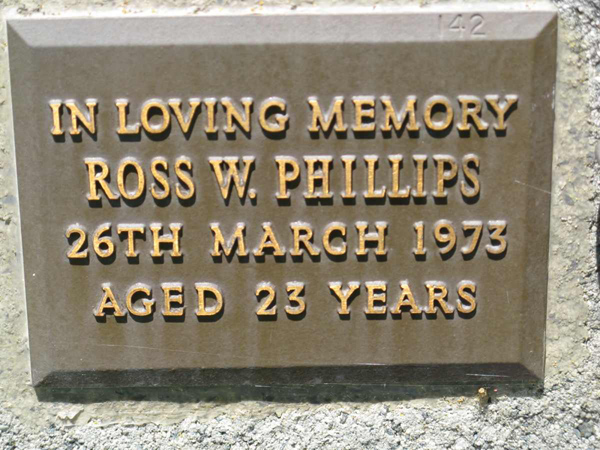 142
IN LOVING MEMORY
ROSS W. PHILLIPS
26TH MARCH 1973
AGED 23 YEARS